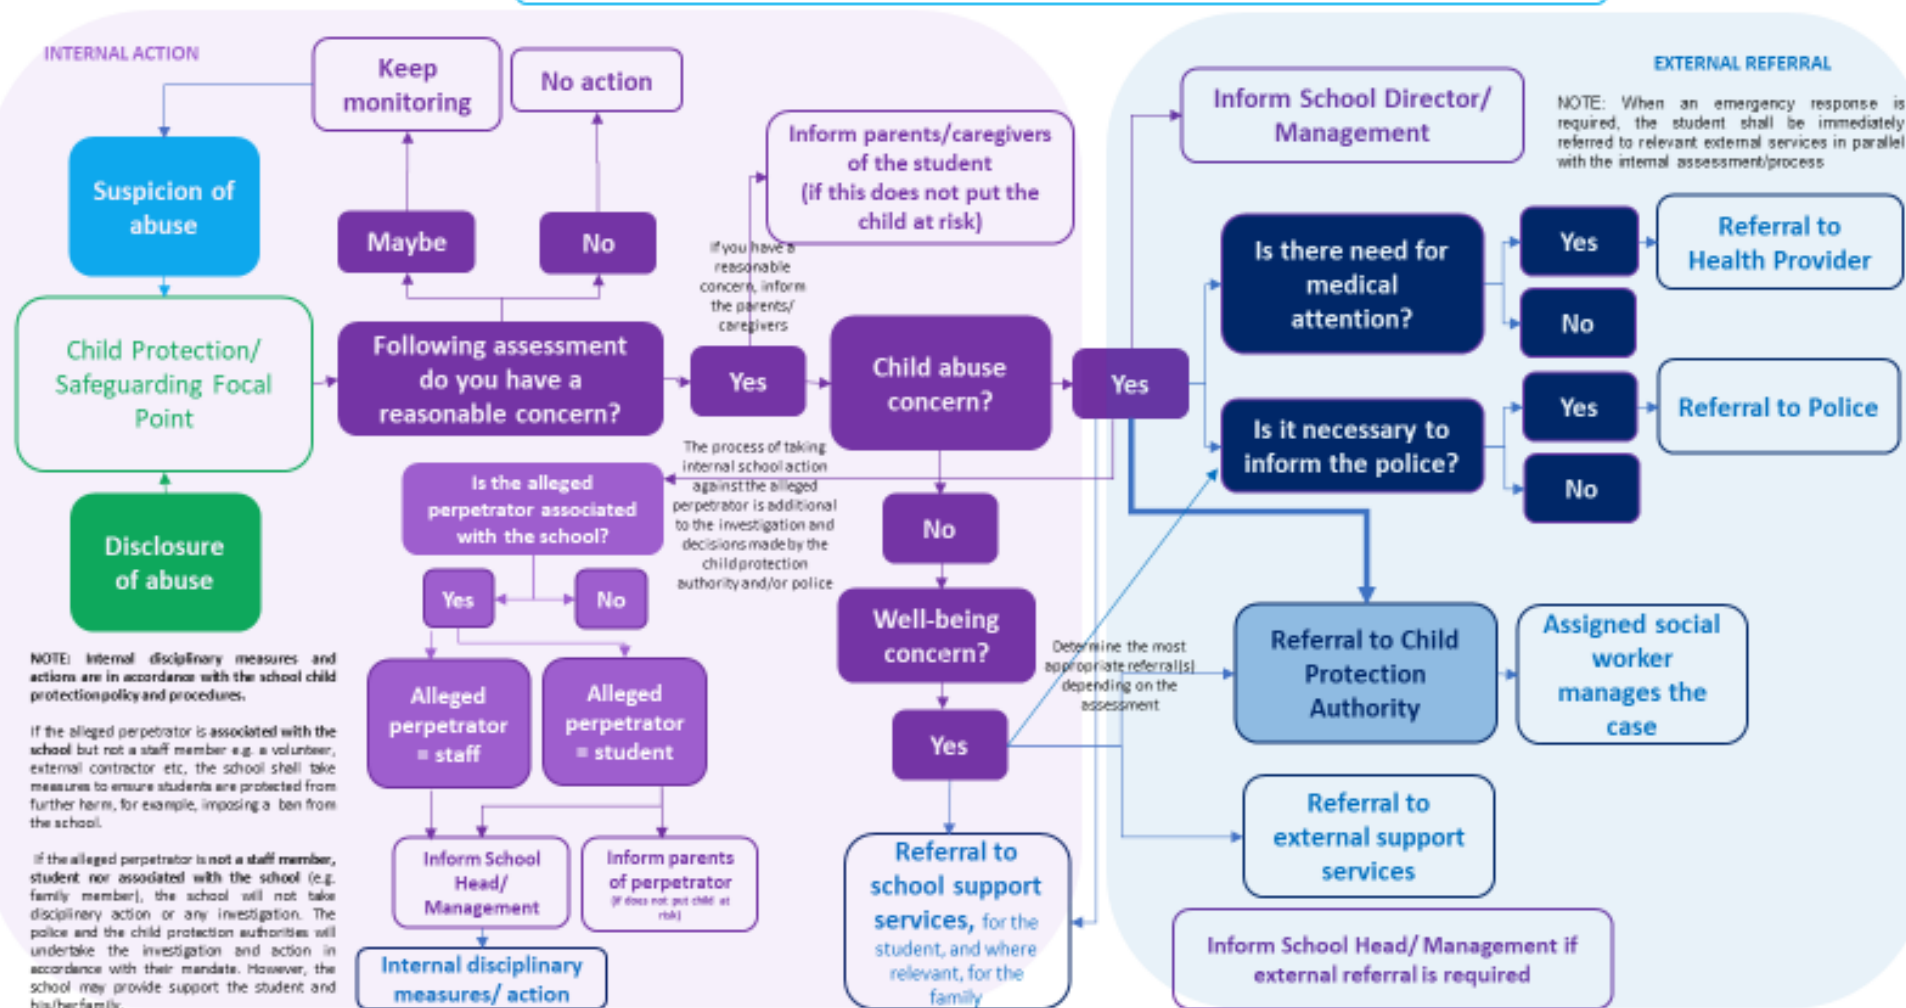 INTERNAL ACTION
Keep
monitoring
No action
Suspicion of
abuse
Maybe
No
Inform parents/caregivers
of the student
(if this does not put the
child at risk)
If you have a
reasonable
concern, inform
the parents/
caregivers
Child Protection/
Safeguarding Focal
Point
Following assessment
do you have a
reasonable concern?
Yes
Child abuse
concern?
Yes
Disclosure
of abuse
Is the alleged
perpetrator associated
with the school?
The process of taking
internal school action
against the alleged
perpetrator is additional
to the investigation and
decisions made by the
child protection
authority and/or police
No
Yes
No
Well-being
concern?
Alleged
perpetrator
= staff
Alleged
perpetrator
= student
Yes
Determine the most
appropriate referral(s)
depending on the
assessment
Inform School
Head/
Management
Inform parents
of perpetrator
(if does not put child at
risk)
Internal disciplinary
measures/ action
Referral to
school support
services, for the
student, and where
relevant, for the
family
NOTE: Internal disciplinary measures and
actions are in accordance with the school child
protection policy and procedures.
If the alleged perpetrator is associated with the
school but not a staff member e.g. a volunteer,
external contractor etc, the school shall take
measures to ensure students are protected from
further harm, for example, imposing a ban from
the school.
If the alleged perpetrator is not a staff member,
student nor associated with the school (e.g.
family member), the school will not take
disciplinary action or any investigation. The
police and the child protection authorities will
undertake the investigation and action in
accordance with their mandate. However, the
school may provide support the student and
his/her family
EXTERNAL REFERRAL
NOTE: When an emergency response is
required, the student shall be immediately
referred to relevant external services in parallel
with the internal assessment/process
Inform School Director/
Management
Is there need for
medical
attention?
Yes
Referral to
Health Provider
No
Is it necessary to
inform the police?
Yes
Referral to Police
No
Referral to Child
Protection
Authority
Assigned social
worker
manages the
case
Referral to
external support
services
Inform School Head/ Management if
external referral is required